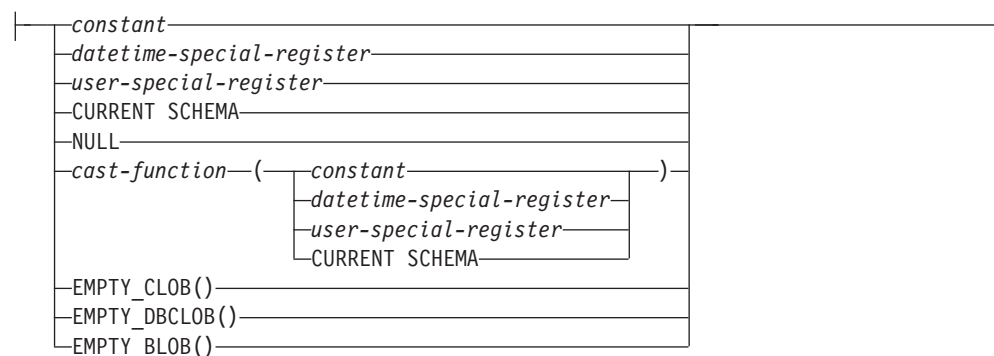 constant
datetime-special-register
user-special-register
CURRENT SCHEMA
NULL
cast-function ( constant )
datetime-special-register
user-special-register
CURRENT SCHEMA
EMPTY_CLOB()
EMPTY_DBCLOB()
EMPTY_BLOB()